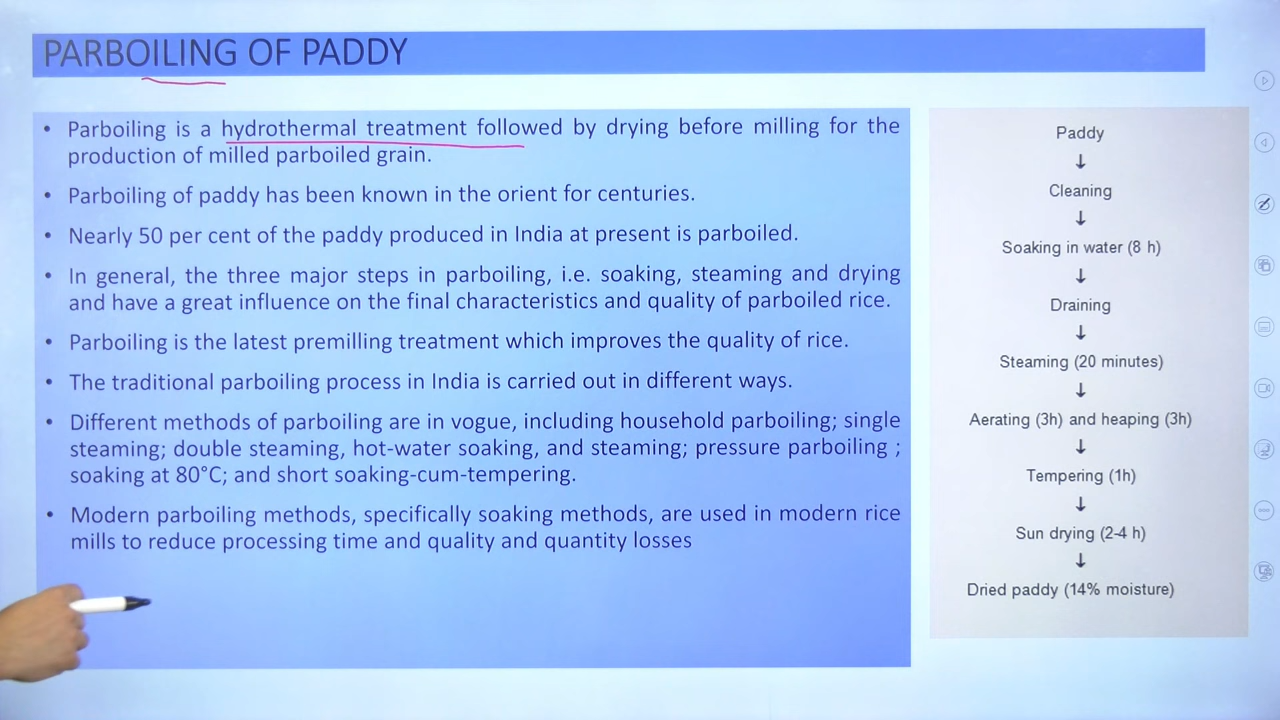 PARBOILING OF PADDY
• Parboiling is a hydrothermal treatment followed by drying before milling for the
production of milled parboiled grain.
• Parboiling of paddy has been known in the orient for centuries.
• Nearly 50 per cent of the paddy produced in India at present is parboiled.
• In general, the three major steps in parboiling, i.e. soaking, steaming and drying
and have a great influence on the final characteristics and quality of parboiled rice.
• Parboiling is the latest premilling treatment which improves the quality of rice.
• The traditional parboiling process in India is carried out in different ways.
• Different methods of parboiling are in vogue, including household parboiling; single
steaming; double steaming, hot-water soaking, and steaming; pressure parboiling ;
soaking at 80°C; and short soaking-cum-tempering.
• Modern parboiling methods, specifically soaking methods, are used in modern rice
mills to reduce processing time and quality and quantity losses
Paddy
↓
Cleaning
↓
Soaking in water (8 h)
↓
Draining
↓
Steaming (20 minutes)
↓
Aerating (3h) and heaping (3h)
↓
Tempering (1h)
↓
Sun drying (2-4 h)
↓
Dried paddy (14% moisture)